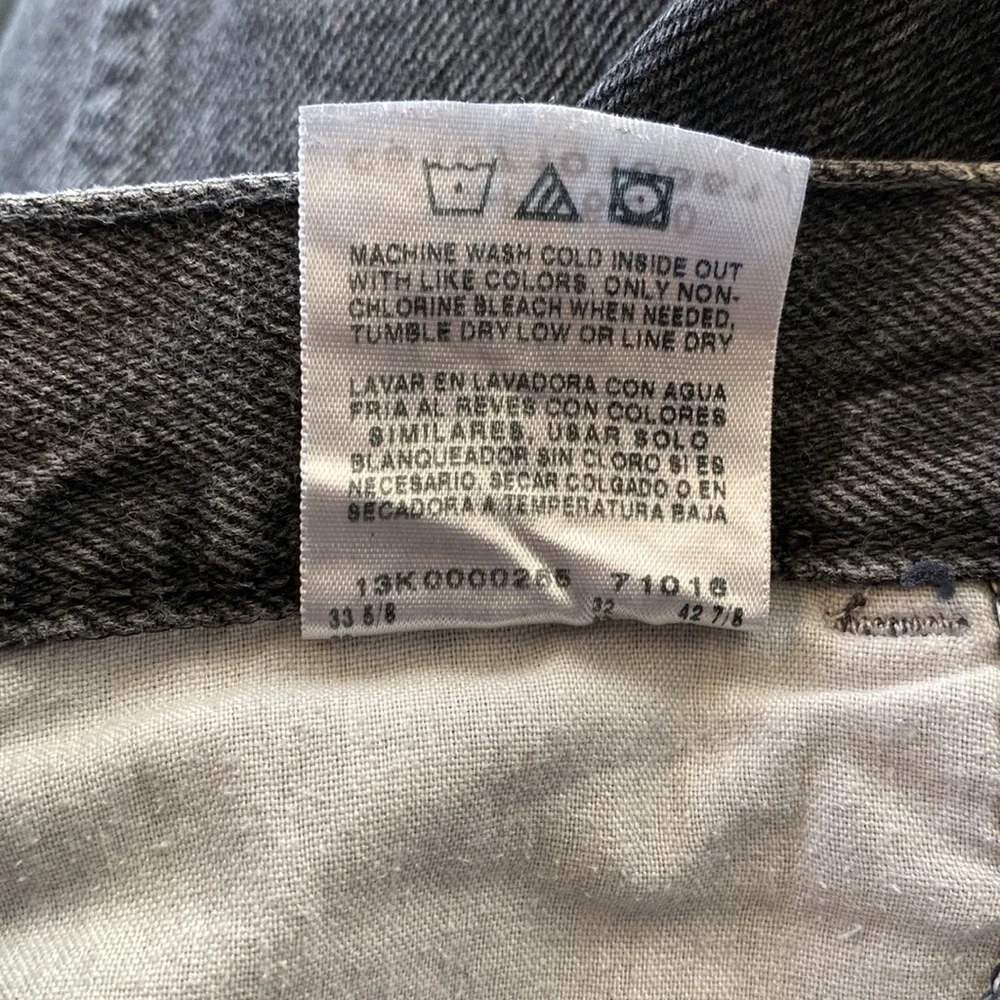 MACHINE WASH COLD INSIDE OUT
WITH LIKE COLORS, ONLY NON-
CHLORINE BLEACH WHEN NEEDED,
TUMBLE DRY LOW OR LINE DRY
LAVAR EN LAVADORA CON AGUA
FRIA AL REVES CON COLORES
SIMILARES, USAR SOLO
BLANQUEADOR SIN CLORO SI ES
NECESARIO, SECAR COLGADO O EN
SECADORA A TEMPERATURA BAJA
71016
33 5/8 32 42 7/8